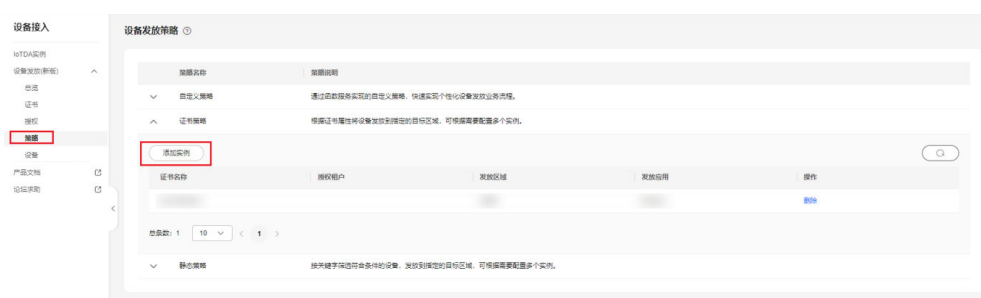 设备接入
IoTDA实例
设备发放(新版)
总览
证书
授权
策略
设备
产品文档
论坛求助
设备发放策略
策略名称 策略说明
自定义策略 通过函数服务实现的自定义策略，快速实现个性化设备发放业务流程。
证书策略 根据证书属性将设备发放到指定的目标区域，可根据需要配置多个实例。
添加实例
证书名称 授权租户 发放区域 发放应用 操作
删除
总条数: 1 10 1
静态策略 按关键字筛选符合条件的设备，发放到指定的目标区域，可根据需要配置多个实例。